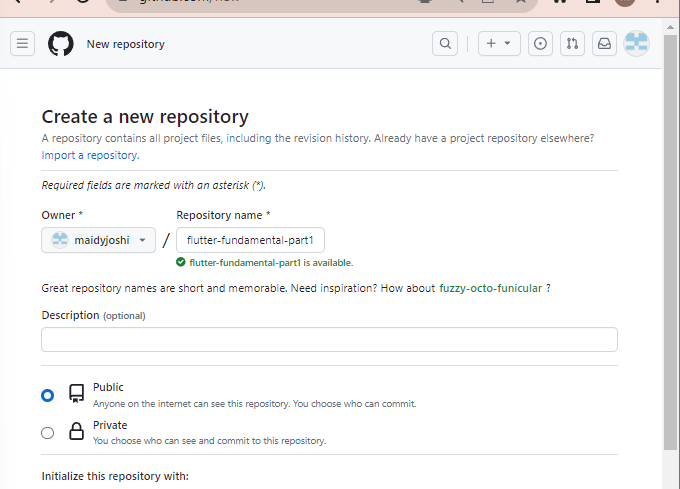 New repository
Create a new repository
A repository contains all project files, including the revision history. Already have a project repository elsewhere?
Import a repository.
Required fields are marked with an asterisk (*).
Owner * Repository name *
maidyjoshi / flutter-fundamental-part1
flutter-fundamental-part1 is available.
Great repository names are short and memorable. Need inspiration? How about fuzzy-octo-funicular ?
Description (optional)
Public
Anyone on the internet can see this repository. You choose who can commit.
Private
You choose who can see and commit to this repository.
Initialize this repository with: